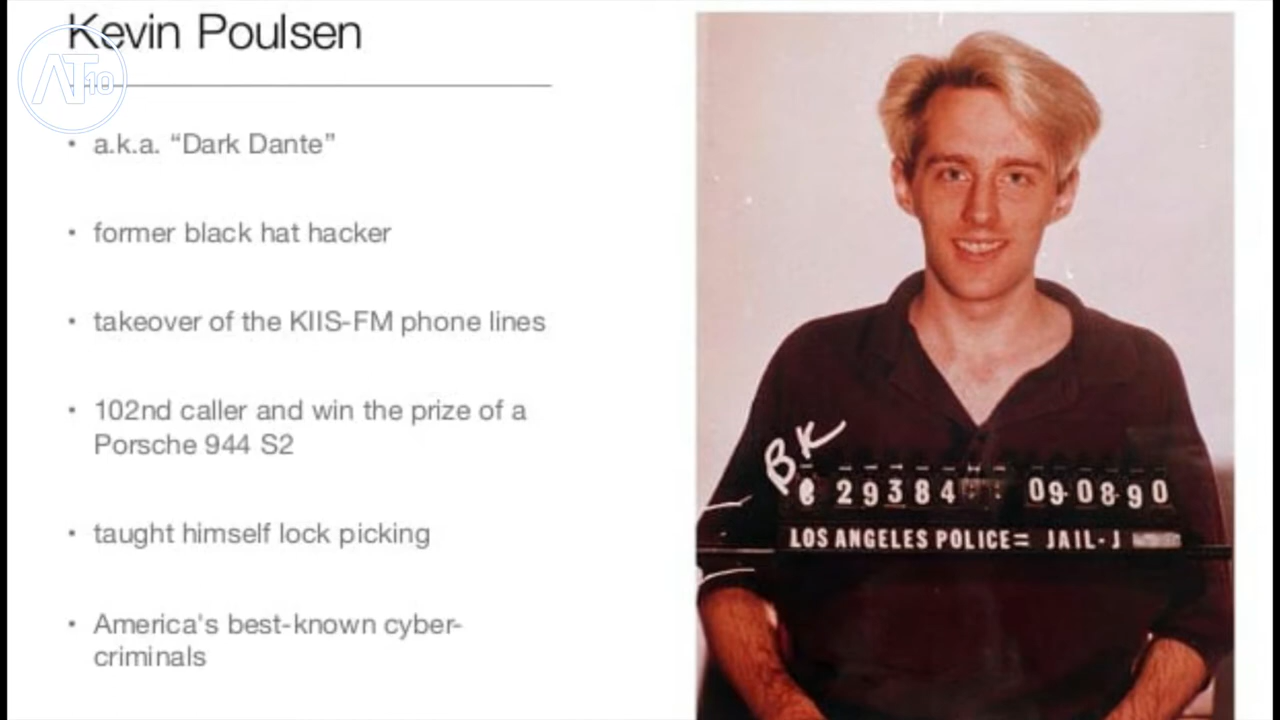 Kevin Poulsen
AT10
• a.k.a. “Dark Dante”
• former black hat hacker
• takeover of the KIIS-FM phone lines
• 102nd caller and win the prize of a
Porsche 944 S2
• taught himself lock picking
• America's best-known cyber-
criminals
BK
29384 09 08 90
LOS ANGELES POLICE= JAIL-J